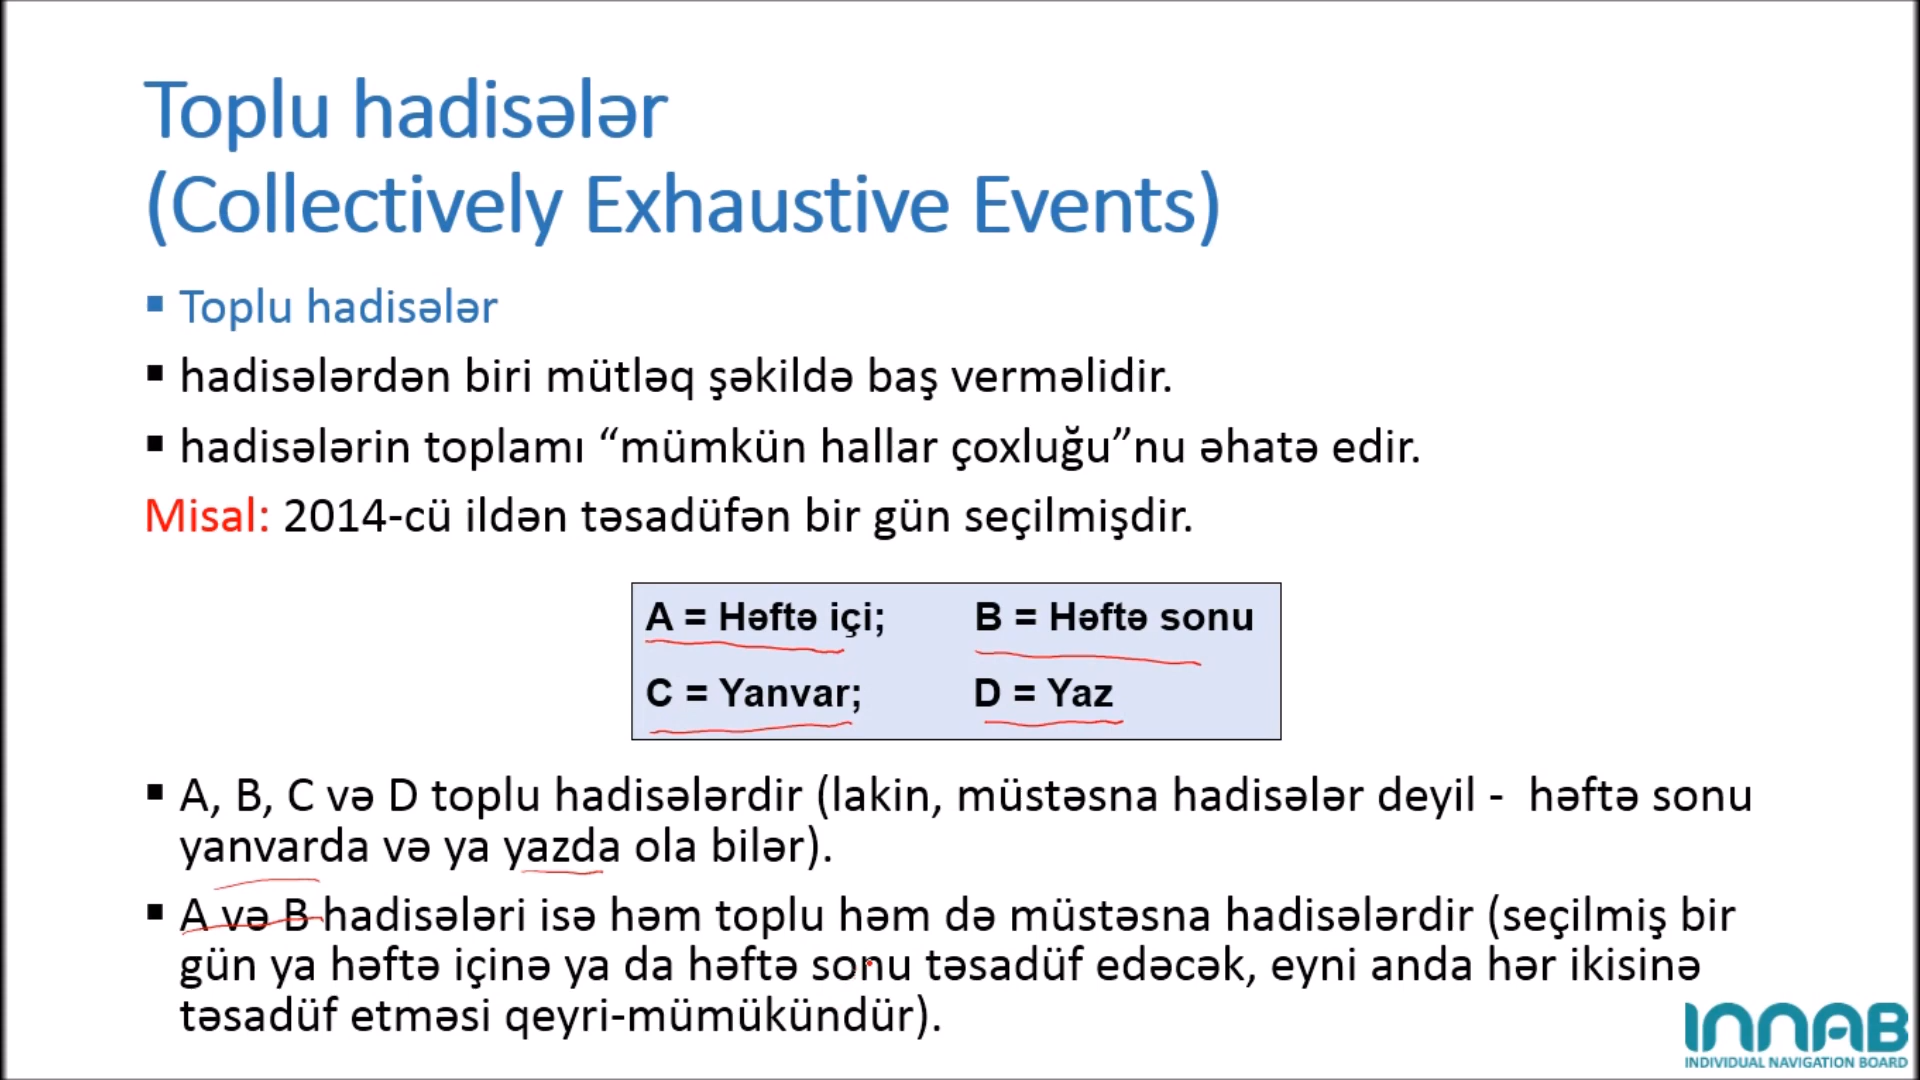 Toplu hadisələr
(Collectively Exhaustive Events)
▪ Toplu hadisələr
▪ hadisələrdən biri mütləq şəkildə baş verməlidir.
▪ hadisələrin toplamı “mümkün hallar çoxluğu”nu əhatə edir.
Misal: 2014-cü ildən təsadüfən bir gün seçilmişdir.
A = Həftə içi; B = Həftə sonu
C = Yanvar; D = Yaz
▪ A, B, C və D toplu hadisələrdir (lakin, müstəsna hadisələr deyil - həftə sonu
yanvarda və ya yazda ola bilər).
▪ A və B hadisələri isə həm toplu həm də müstəsna hadisələrdir (seçilmiş bir
gün ya həftə içinə ya da həftə sonu təsadüf edəcək, eyni anda hər ikisinə
təsadüf etməsi qeyri-mümükündür).
INNAB
INDIVIDUAL NAVIGATION BOARD